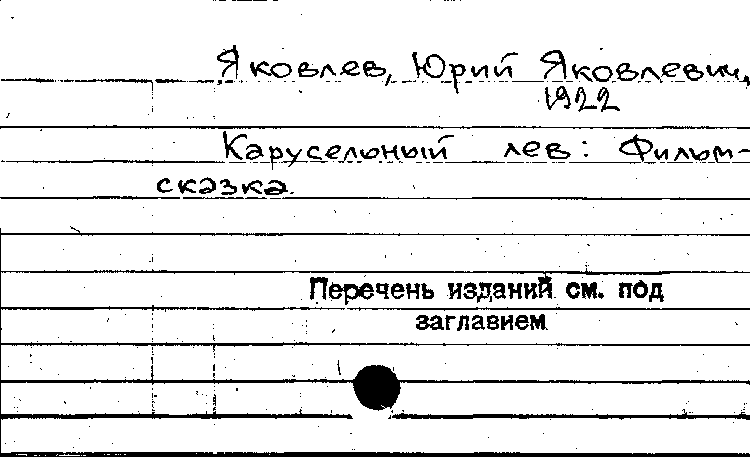 Яковлев, Юрий Яковлевич,
1922
Карусельный лев: Фильм-
сказка.
Перечень изданий см. под
заглавием